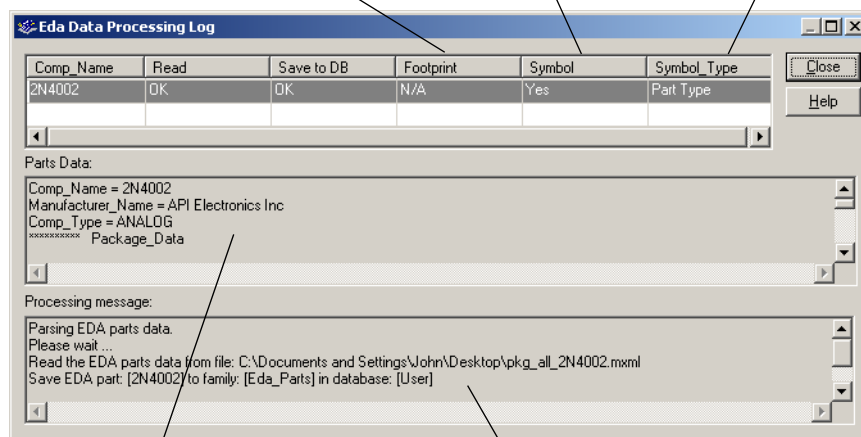 Eda Data Processing Log
Comp_Name Read Save to DB Footprint Symbol Symbol_Type
2N4002 OK OK N/A Yes Part Type
Close
Help
Parts Data:
Comp_Name = 2N4002
Manufacturer_Name = API Electronics Inc
Comp_Type = ANALOG
********** Package_Data
Processing message:
Parsing EDA parts data.
Please wait ...
Read the EDA parts data from file: C:\Documents and Settings\John\Desktop\pkg_all_2N4002.mxml
Save EDA part: [2N4002] to family: [Eda_Parts] in database: [User]